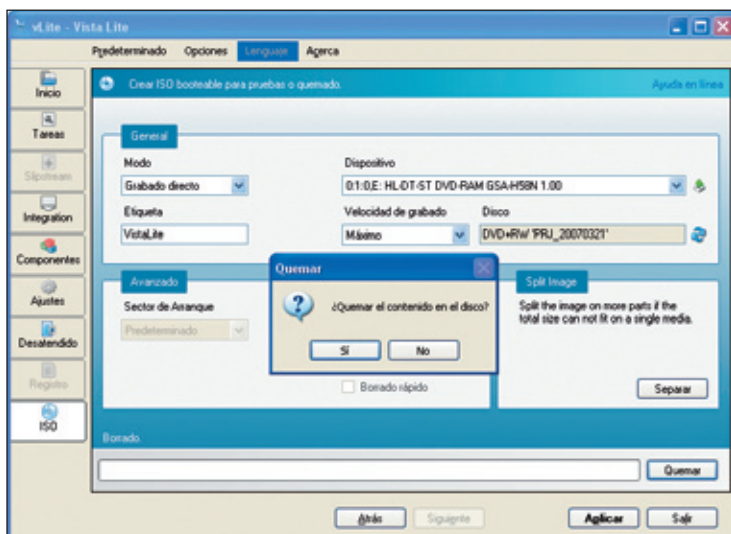 vLite - Vista Lite
Predeterminado Opciones Lenguaje Acerca
Inicio
Tareas
Slipstream
Integration
Componentes
Ajustes
Desatendido
Registro
ISO
Crear ISO booteable para pruebas o quemado.
Ayuda en línea
General
Modo
Grabado directo
Dispositivo
0:1:0,E: HL-DT-ST DVD-RAM GSA-H58N 1.00
Etiqueta
VistaLite
Velocidad de grabado
Máximo
Disco
DVD+RW/ 'PRJ_20070321'
Avanzado
Sector de Arranque
Predeterminado
Borrado rápido
Quemar
¿Quemar el contenido en el disco?
Sí No
Split Image
Split the image on more parts if the
total size can not fit on a single media.
Separar
Borrado.
Quemar
Atrás Siguiente Aplicar Salir